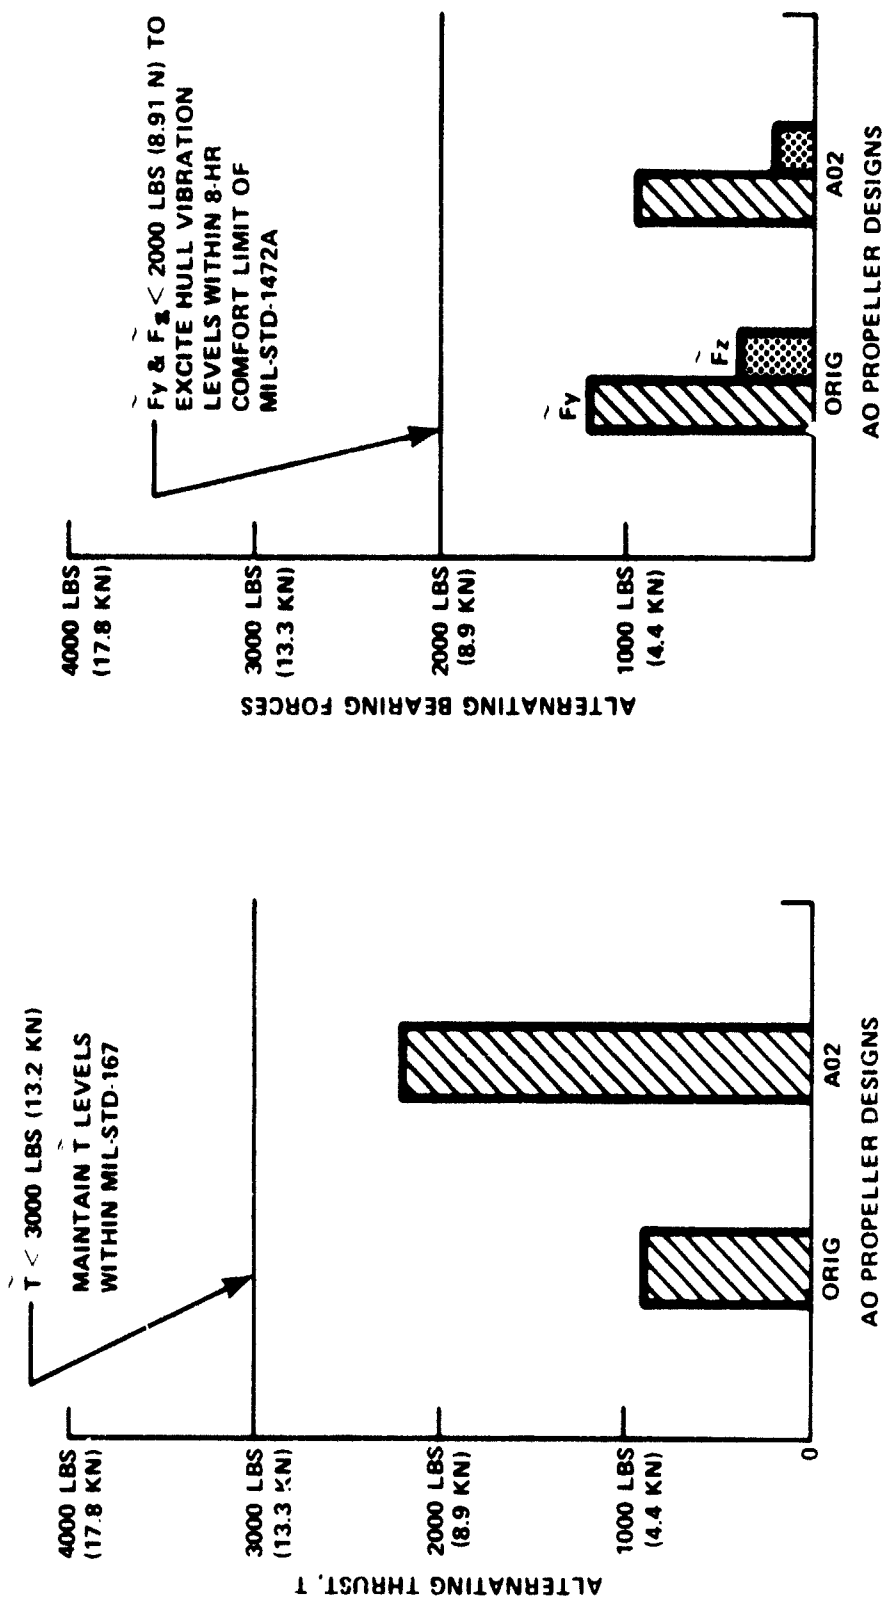 T̃ < 3000 LBS (13.2 KN)
MAINTAIN T̃ LEVELS
WITHIN MIL-STD-167
4000 LBS
(17.8 KN)
3000 LBS
(13.3 KN)
2000 LBS
(8.9 KN)
1000 LBS
(4.4 KN)
0
ALTERNATING THRUST, T
ORIG
A02
AO PROPELLER DESIGNS
F̃y & F̃z < 2000 LBS (8.91 N) TO
EXCITE HULL VIBRATION
LEVELS WITHIN 8-HR
COMFORT LIMIT OF
MIL-STD-1472A
4000 LBS
(17.8 KN)
3000 LBS
(13.3 KN)
2000 LBS
(8.9 KN)
1000 LBS
(4.4 KN)
ALTERNATING BEARING FORCES
F̃y
F̃z
ORIG
A02
AO PROPELLER DESIGNS